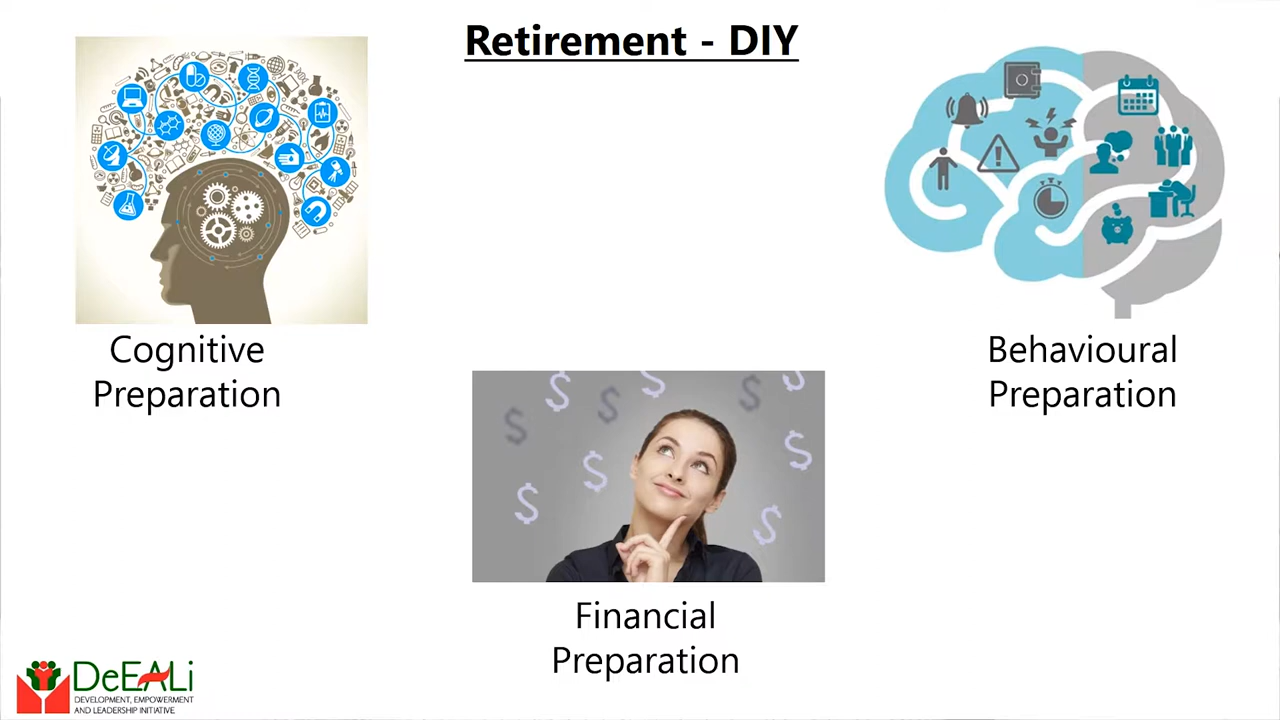 Retirement - DIY
Cognitive
Preparation
Behavioural
Preparation
Financial
Preparation
DeEALi
DEVELOPMENT, EMPOWERMENT
AND LEADERSHIP INITIATIVE